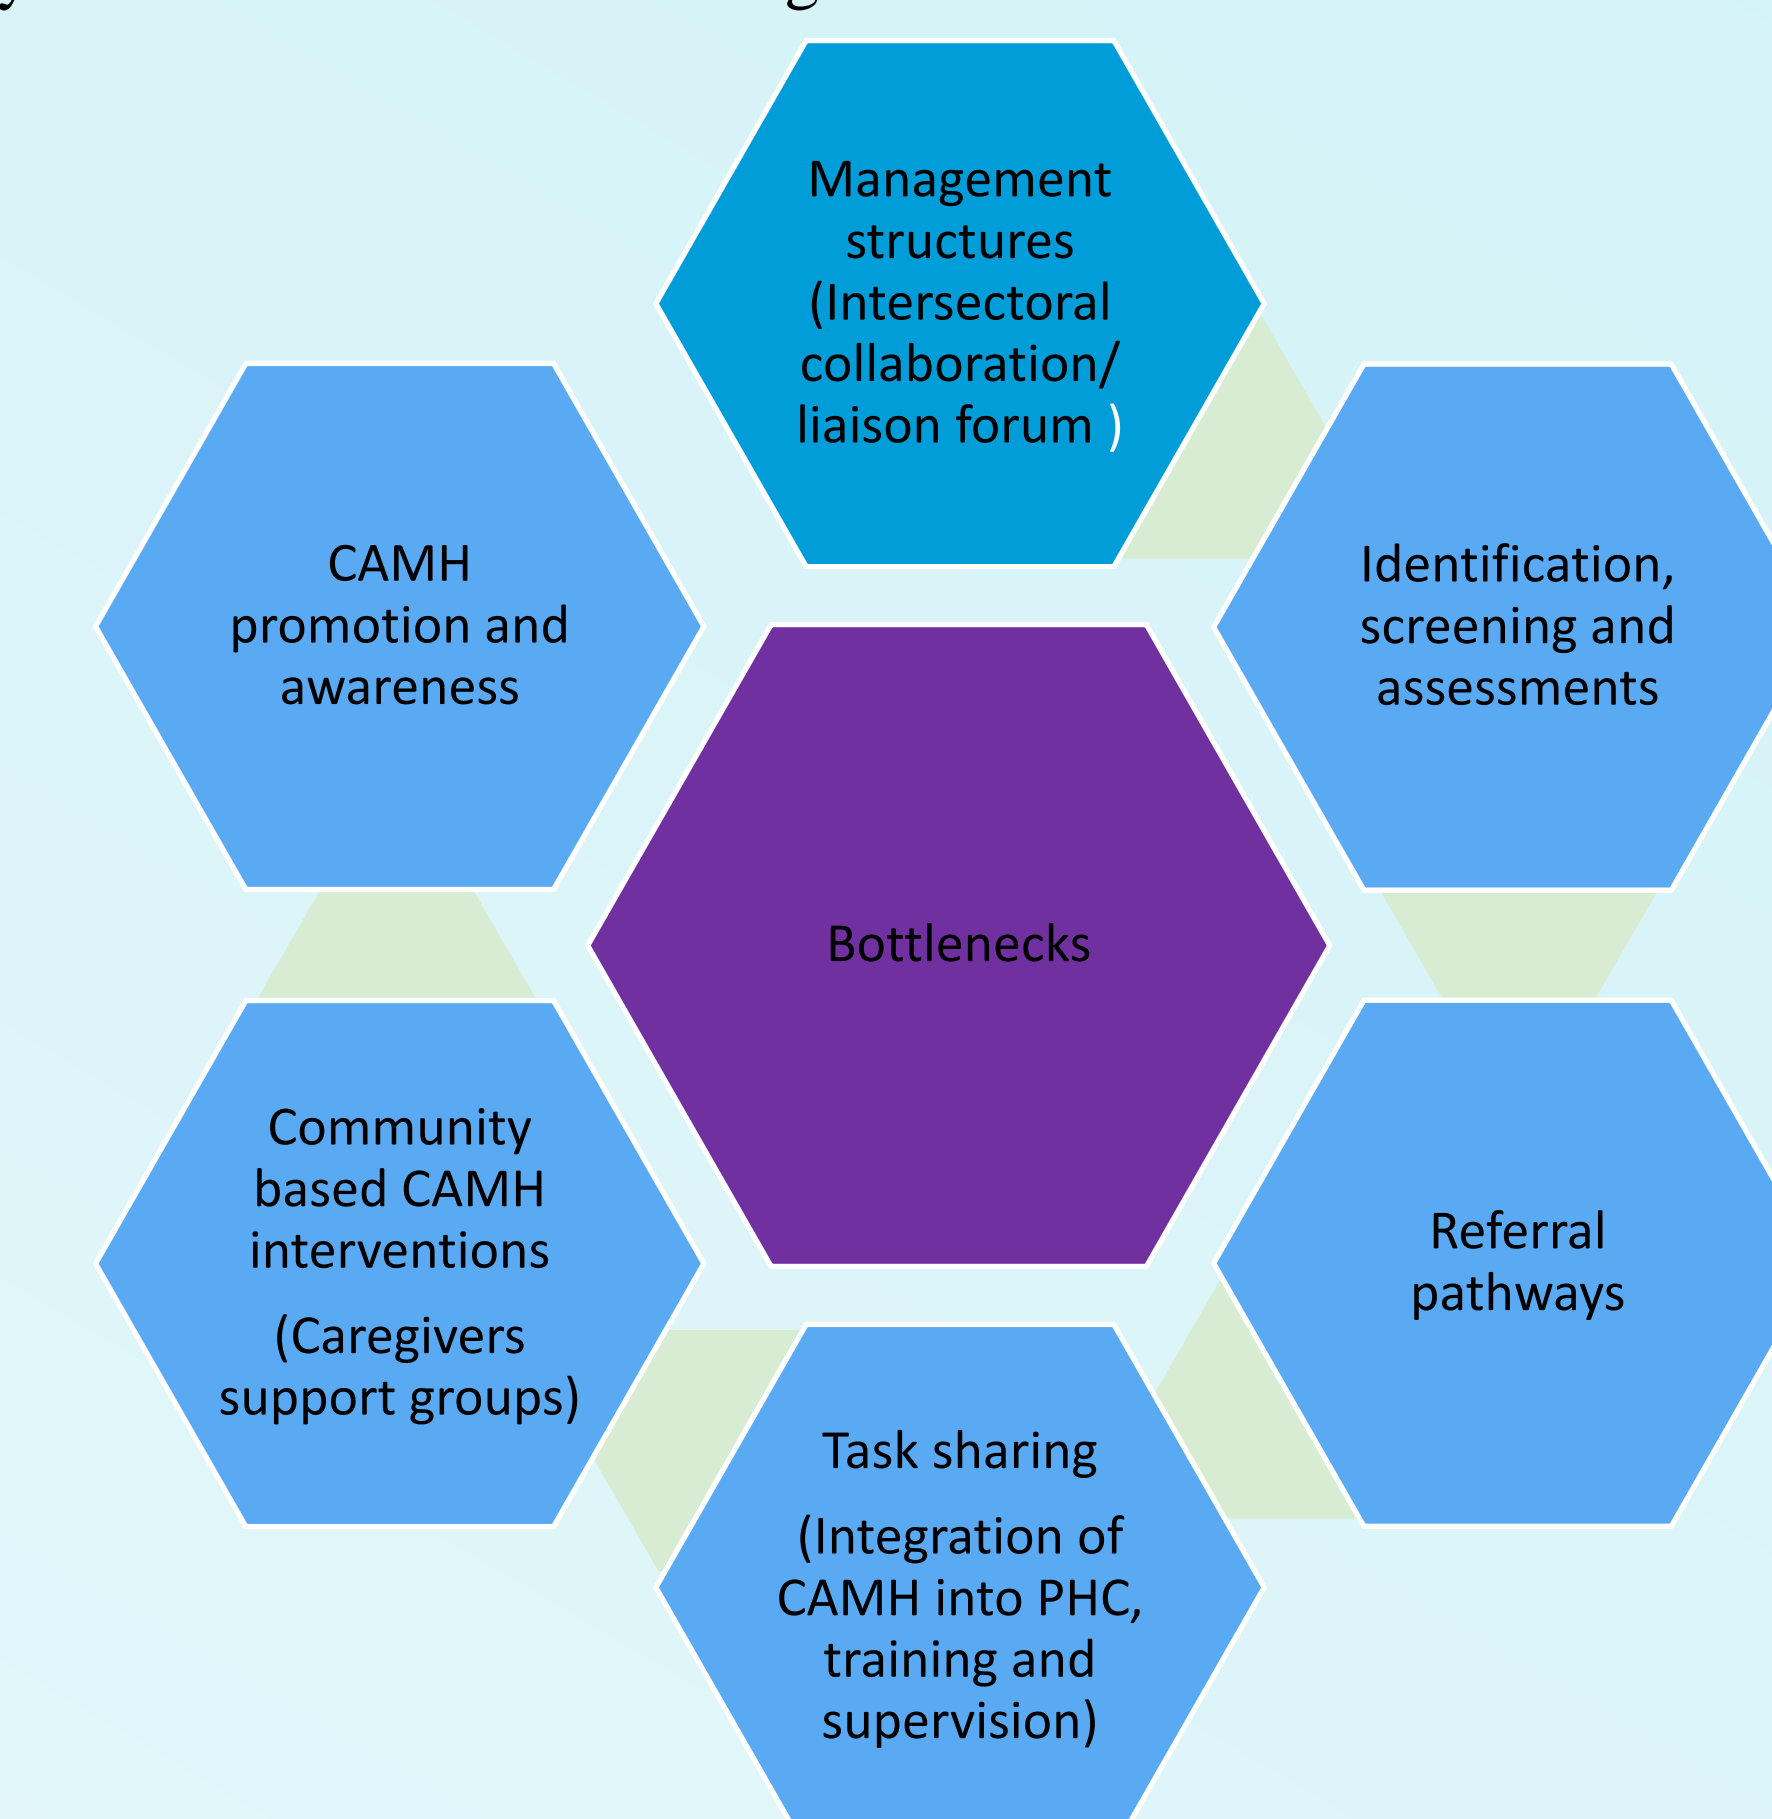 Management
structures
(Intersectoral
collaboration/
liaison forum )
Identification,
screening and
assessments
Referral
pathways
Task sharing
(Integration of
CAMH into PHC,
training and
supervision)
Community
based CAMH
interventions
(Caregivers
support groups)
CAMH
promotion and
awareness
Bottlenecks